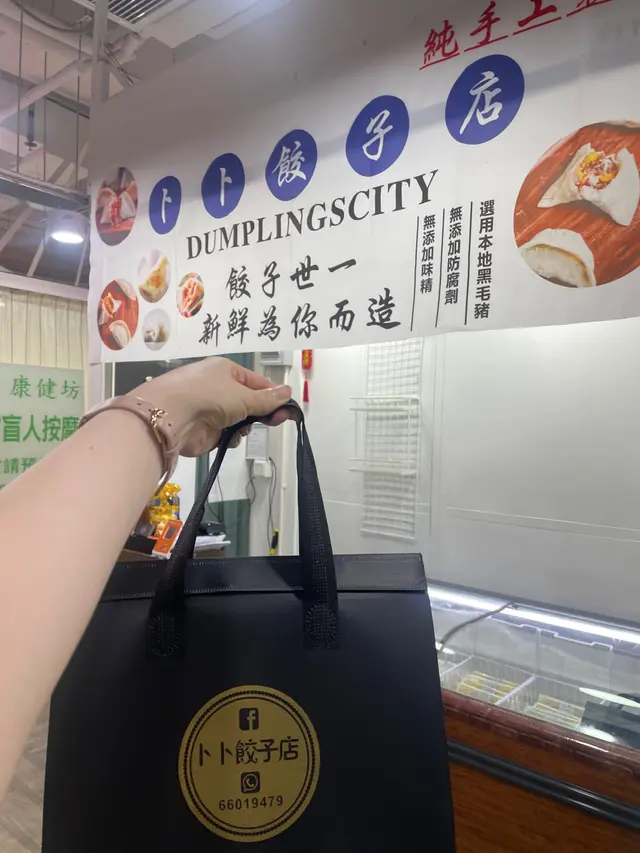 純手工
卜卜餃子店
DUMPLINGSCITY
餃子世一
新鮮為你而造
選用本地黑毛豬
無添加防腐劑
無添加味精
康健坊
盲人按摩
請預
卜卜餃子店
66019479